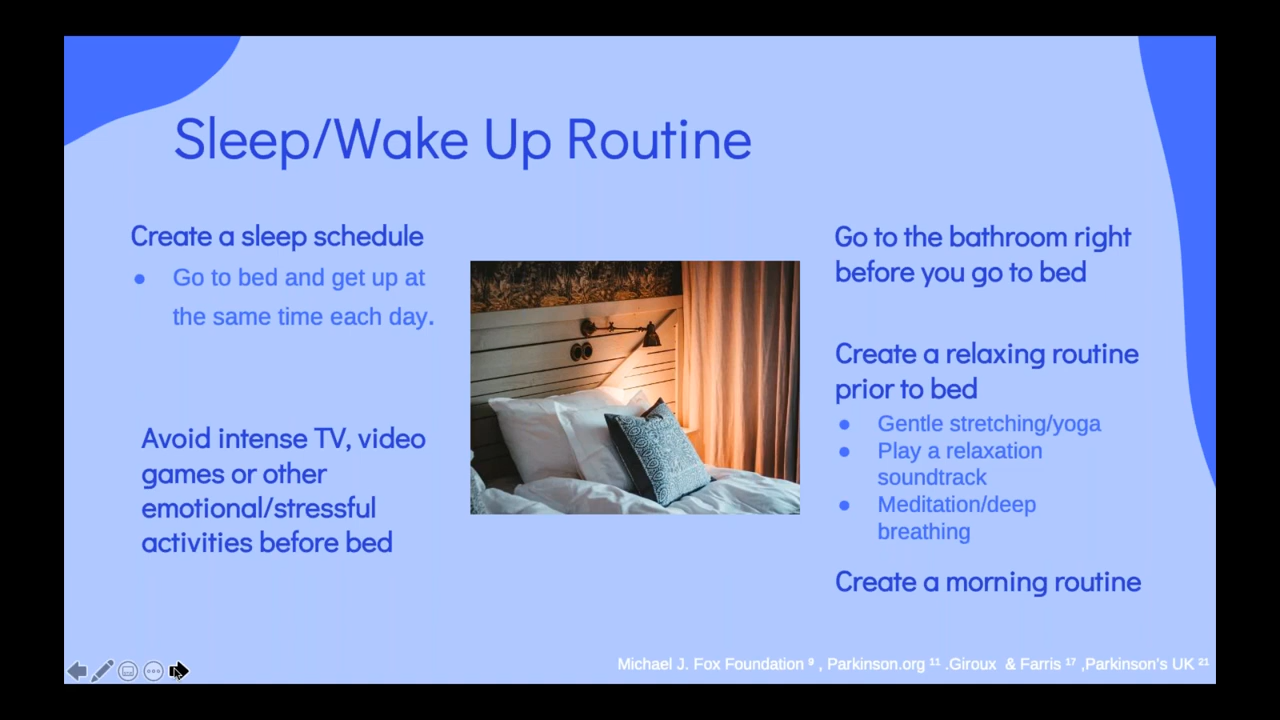 Sleep/Wake Up Routine
Create a sleep schedule
● Go to bed and get up at
the same time each day.
Avoid intense TV, video
games or other
emotional/stressful
activities before bed
Go to the bathroom right
before you go to bed
Create a relaxing routine
prior to bed
● Gentle stretching/yoga
● Play a relaxation
soundtrack
● Meditation/deep
breathing
Create a morning routine
Michael J. Fox Foundation ⁹ , Parkinson.org ¹¹ .Giroux & Farris ¹⁷ ,Parkinson's UK ²¹